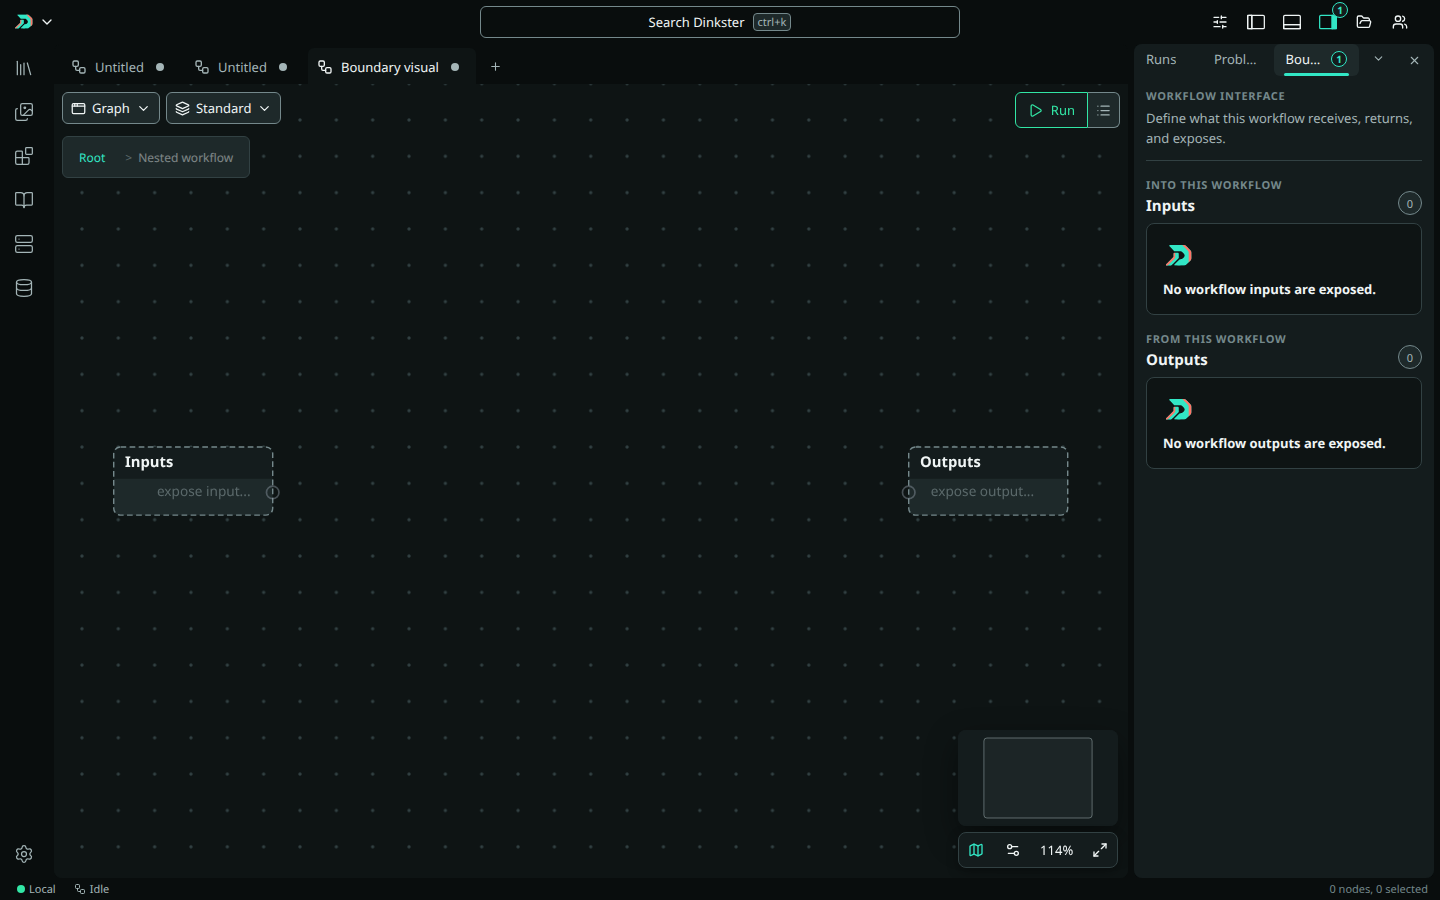 Search Dinkster ctrl+k
1
Untitled
Untitled
Boundary visual
Runs
Probl...
Bou... 1
Graph
Standard
Run
Root > Nested workflow
WORKFLOW INTERFACE
Define what this workflow receives, returns,
and exposes.
INTO THIS WORKFLOW
Inputs
0
No workflow inputs are exposed.
FROM THIS WORKFLOW
Outputs
0
No workflow outputs are exposed.
Inputs
expose input...
Outputs
expose output...
114%
Local
Idle
0 nodes, 0 selected